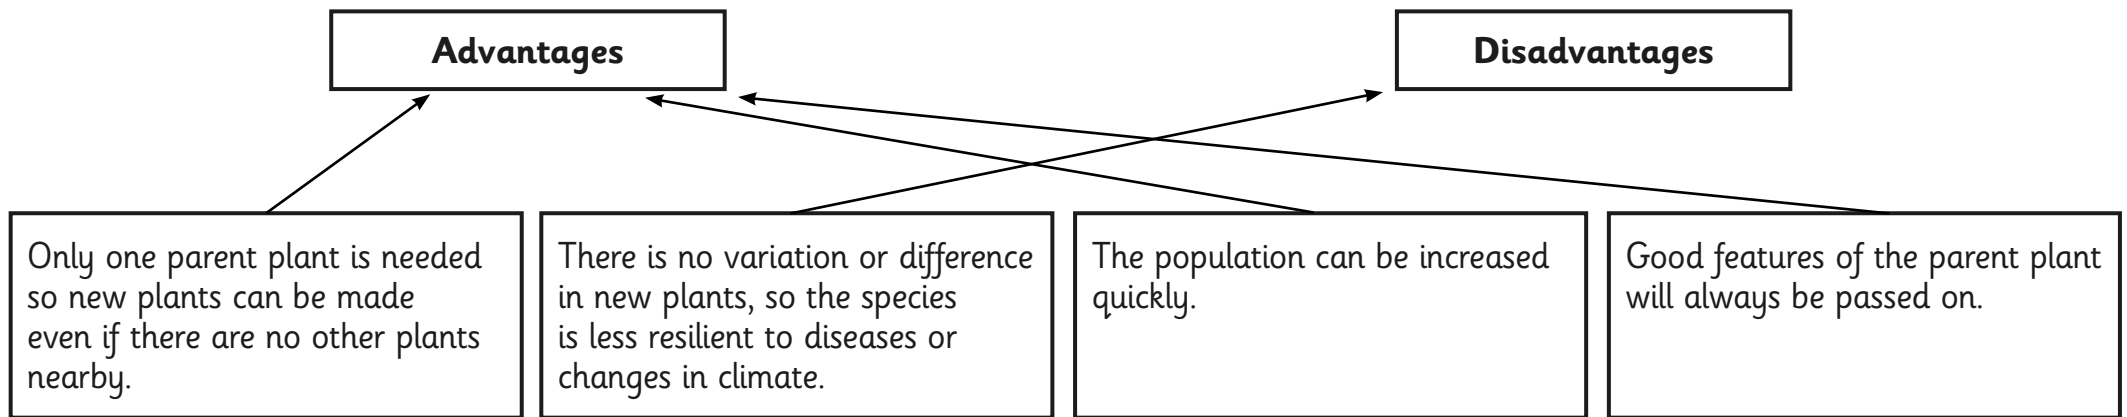 Advantages
Disadvantages
Only one parent plant is needed
so new plants can be made
even if there are no other plants
nearby.
There is no variation or difference
in new plants, so the species
is less resilient to diseases or
changes in climate.
The population can be increased
quickly.
Good features of the parent plant
will always be passed on.